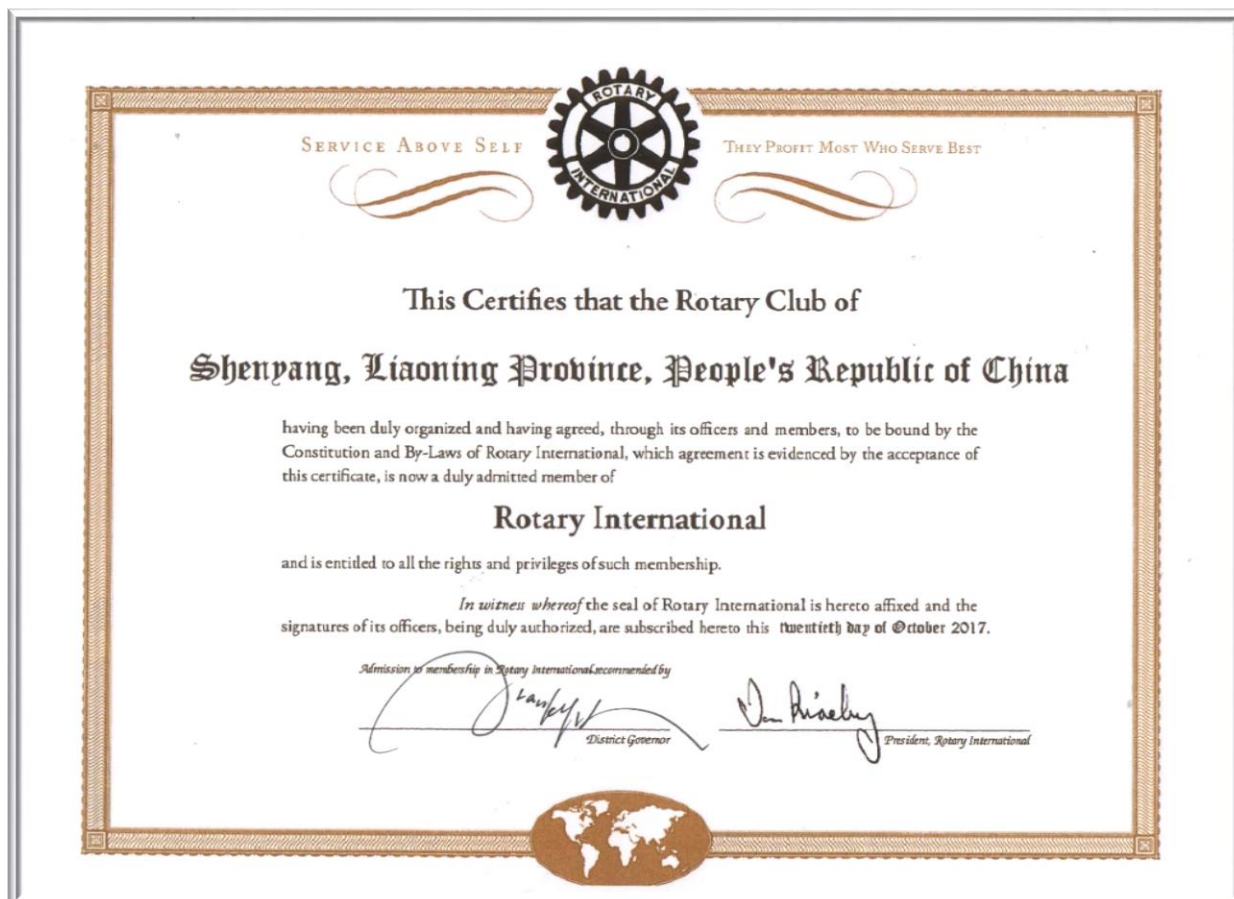 SERVICE ABOVE SELF
ROTARY
INTERNATIONAL
THEY PROFIT MOST WHO SERVE BEST
This Certifies that the Rotary Club of
Shenyang, Liaoning Province, People's Republic of China
having been duly organized and having agreed, through its officers and members, to be bound by the
Constitution and By-Laws of Rotary International, which agreement is evidenced by the acceptance of
this certificate, is now a duly admitted member of
Rotary International
and is entitled to all the rights and privileges of such membership.
In witness whereof the seal of Rotary International is hereto affixed and the
signatures of its officers, being duly authorized, are subscribed hereto this twentieth day of October 2017.
Admission to membership in Rotary International recommended by
District Governor
President, Rotary International